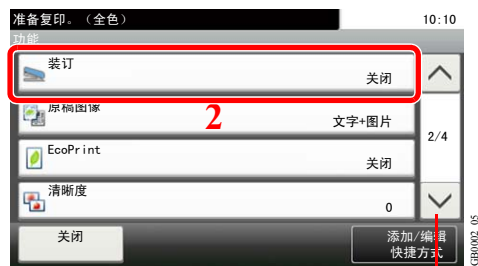 准备复印。（全色）
10:10
功能
装订
关闭
2
原稿图像
文字+图片
2/4
EcoPrint
关闭
清晰度
0
关闭
添加/编辑
快捷方式
GB0002_05